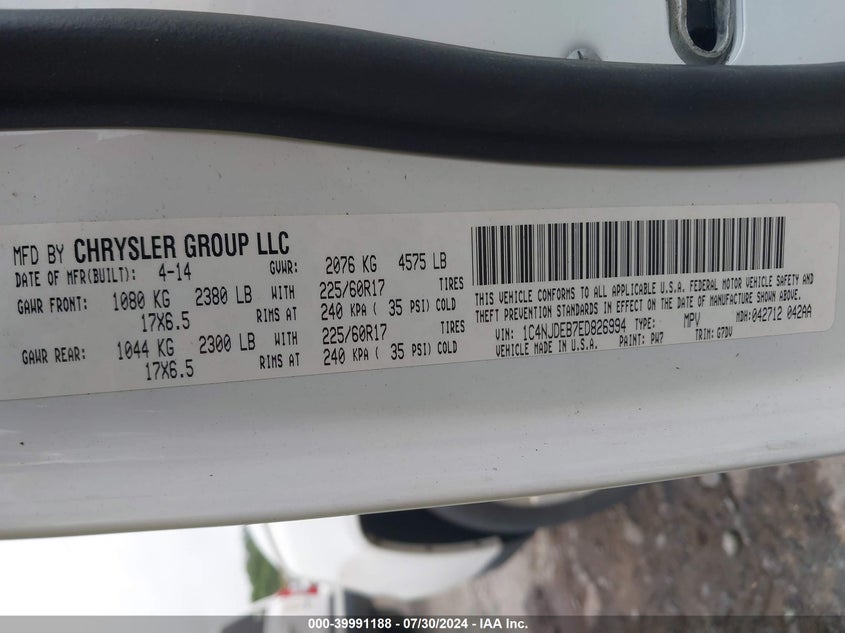 MFD BY CHRYSLER GROUP LLC
DATE OF MFR(BUILT): 4-14 GVWR: 2076 KG 4575 LB
GAWR FRONT: 1080 KG 2380 LB WITH 225/60R17 TIRES
17X6.5 RIMS AT 240 KPA ( 35 PSI) COLD
GAWR REAR: 1044 KG 2300 LB WITH 225/60R17 TIRES
17X6.5 RIMS AT 240 KPA ( 35 PSI) COLD
THIS VEHICLE CONFORMS TO ALL APPLICABLE U.S.A. FEDERAL MOTOR VEHICLE SAFETY AND
THEFT PREVENTION STANDARDS IN EFFECT ON THE DATE OF MANUFACTURE SHOWN ABOVE.
VIN: 1C4NJDEB7ED826994 TYPE: MPV MDH:042712 042AA
VEHICLE MADE IN U.S.A. PAINT: PW7 TRIM: G7DV
000-39991188 - 07/30/2024 - IAA Inc.